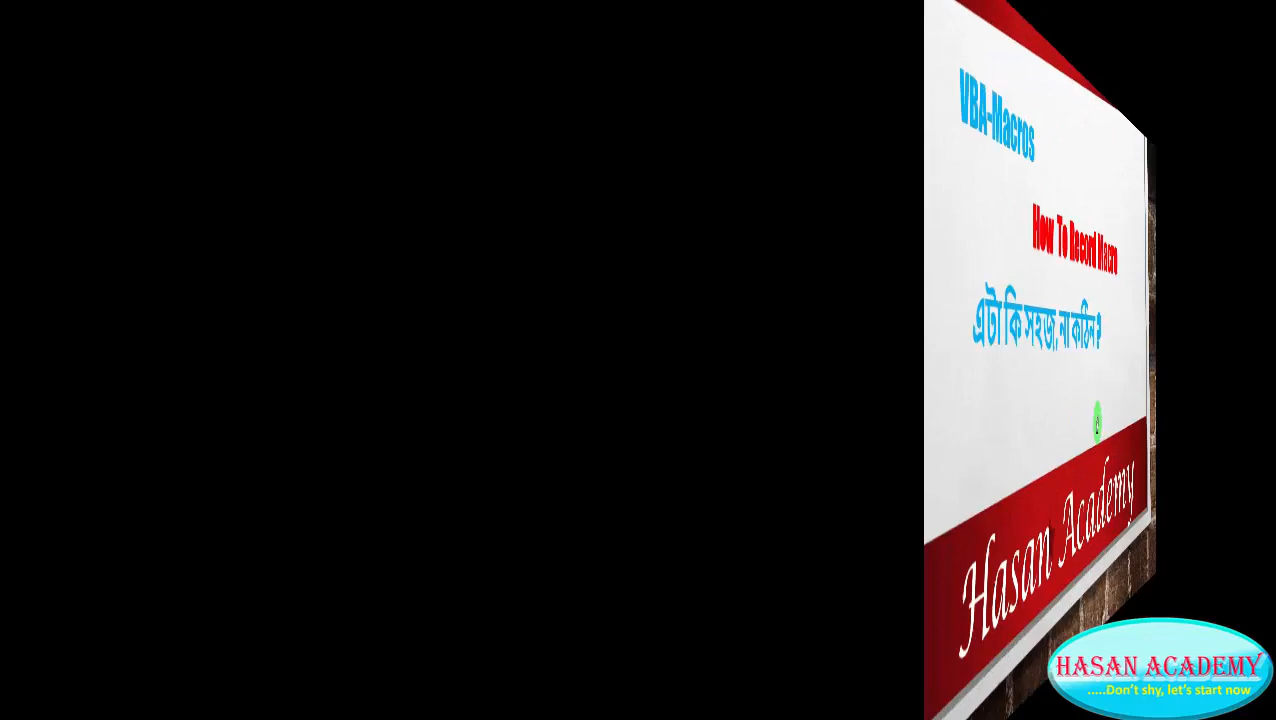 VBA-Macros
How To Record Macro
এটা কি সহজ, না কঠিন ?
Hasan Academy
HASAN ACADEMY
.....Don't shy, let's start now